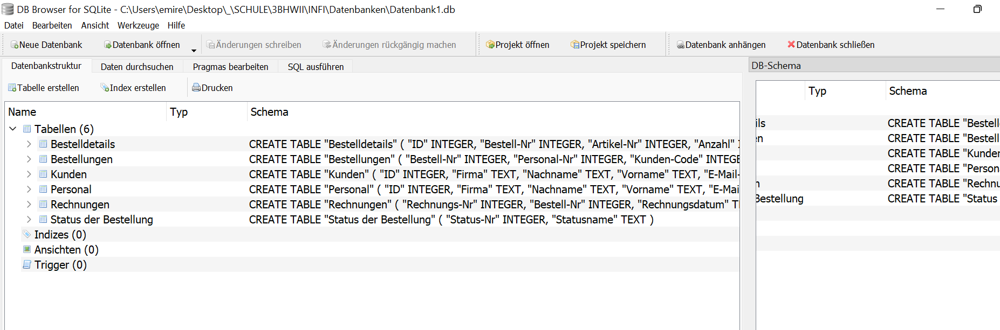 DB Browser for SQLite - C:\Users\emire\Desktop\_\SCHULE\3BHWII\INFI\Datenbanken\Datenbank1.db
Datei Bearbeiten Ansicht Werkzeuge Hilfe
Neue Datenbank Datenbank öffnen Änderungen schreiben Änderungen rückgängig machen Projekt öffnen Projekt speichern Datenbank anhängen Datenbank schließen
Datenbankstruktur Daten durchsuchen Pragmas bearbeiten SQL ausführen
Tabelle erstellen Index erstellen Drucken
Name Typ Schema
Tabellen (6)
Bestelldetails CREATE TABLE "Bestelldetails" ( "ID" INTEGER, "Bestell-Nr" INTEGER, "Artikel-Nr" INTEGER, "Anzahl"
Bestellungen CREATE TABLE "Bestellungen" ( "Bestell-Nr" INTEGER, "Personal-Nr" INTEGER, "Kunden-Code" INTEGE
Kunden CREATE TABLE "Kunden" ( "ID" INTEGER, "Firma" TEXT, "Nachname" TEXT, "Vorname" TEXT, "E-Mail-
Personal CREATE TABLE "Personal" ( "ID" INTEGER, "Firma" TEXT, "Nachname" TEXT, "Vorname" TEXT, "E-Mai
Rechnungen CREATE TABLE "Rechnungen" ( "Rechnungs-Nr" INTEGER, "Bestell-Nr" INTEGER, "Rechnungsdatum" T
Status der Bestellung CREATE TABLE "Status der Bestellung" ( "Status-Nr" INTEGER, "Statusname" TEXT )
Indizes (0)
Ansichten (0)
Trigger (0)
DB-Schema
Typ Schema
ils CREATE TABLE "Bestell
en CREATE TABLE "Bestell
CREATE TABLE "Kunden
CREATE TABLE "Person
n CREATE TABLE "Rechnu
Bestellung CREATE TABLE "Status